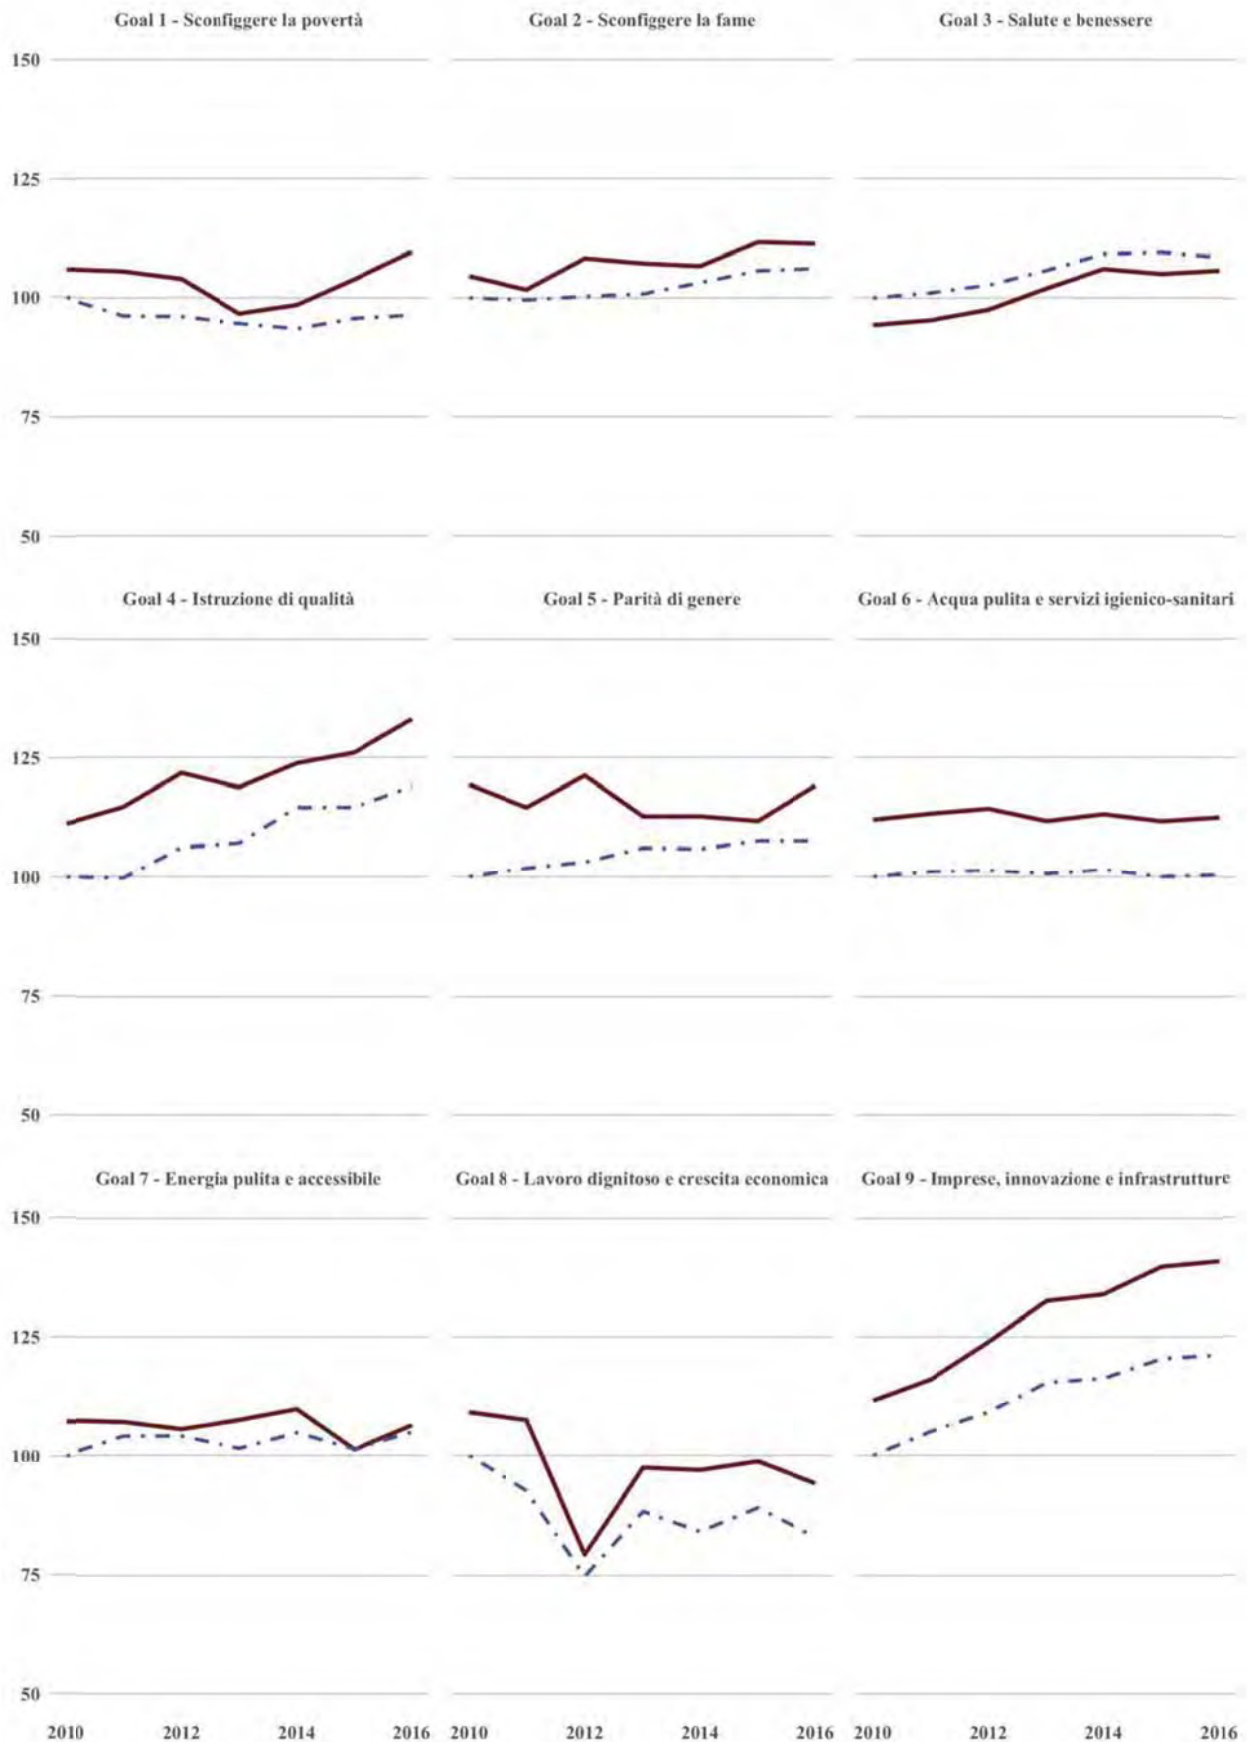 Goal 1 - Sconfiggere la povertà
Goal 2 - Sconfiggere la fame
Goal 3 - Salute e benessere
150
125
100
75
50
Goal 4 - Istruzione di qualità
Goal 5 - Parità di genere
Goal 6 - Acqua pulita e servizi igienico-sanitari
150
125
100
75
50
Goal 7 - Energia pulita e accessibile
Goal 8 - Lavoro dignitoso e crescita economica
Goal 9 - Imprese, innovazione e infrastrutture
150
125
100
75
50
2010 2012 2014 2016 2010 2012 2014 2016 2010 2012 2014 2016